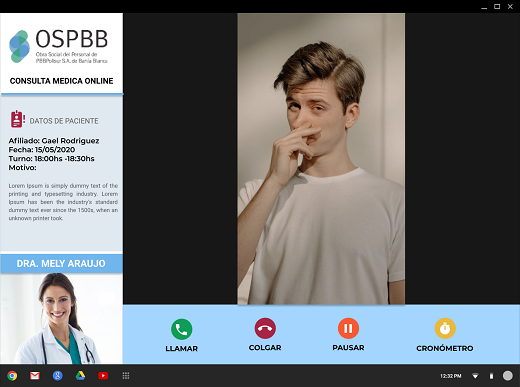 OSPBB
Obra Social del Personal de
PBBPolisur S.A. de Bahía Blanca
CONSULTA MEDICA ONLINE
DATOS DE PACIENTE
Afiliado: Gael Rodriguez
Fecha: 15/05/2020
Turno: 18:00hs -18:30hs
Motivo:
Lorem Ipsum is simply dummy text of the
printing and typesetting industry. Lorem
Ipsum has been the industry's standard
dummy text ever since the 1500s, when an
unknown printer took.
DRA. MELY ARAUJO
LLAMAR
COLGAR
PAUSAR
CRONÓMETRO
12:32 PM